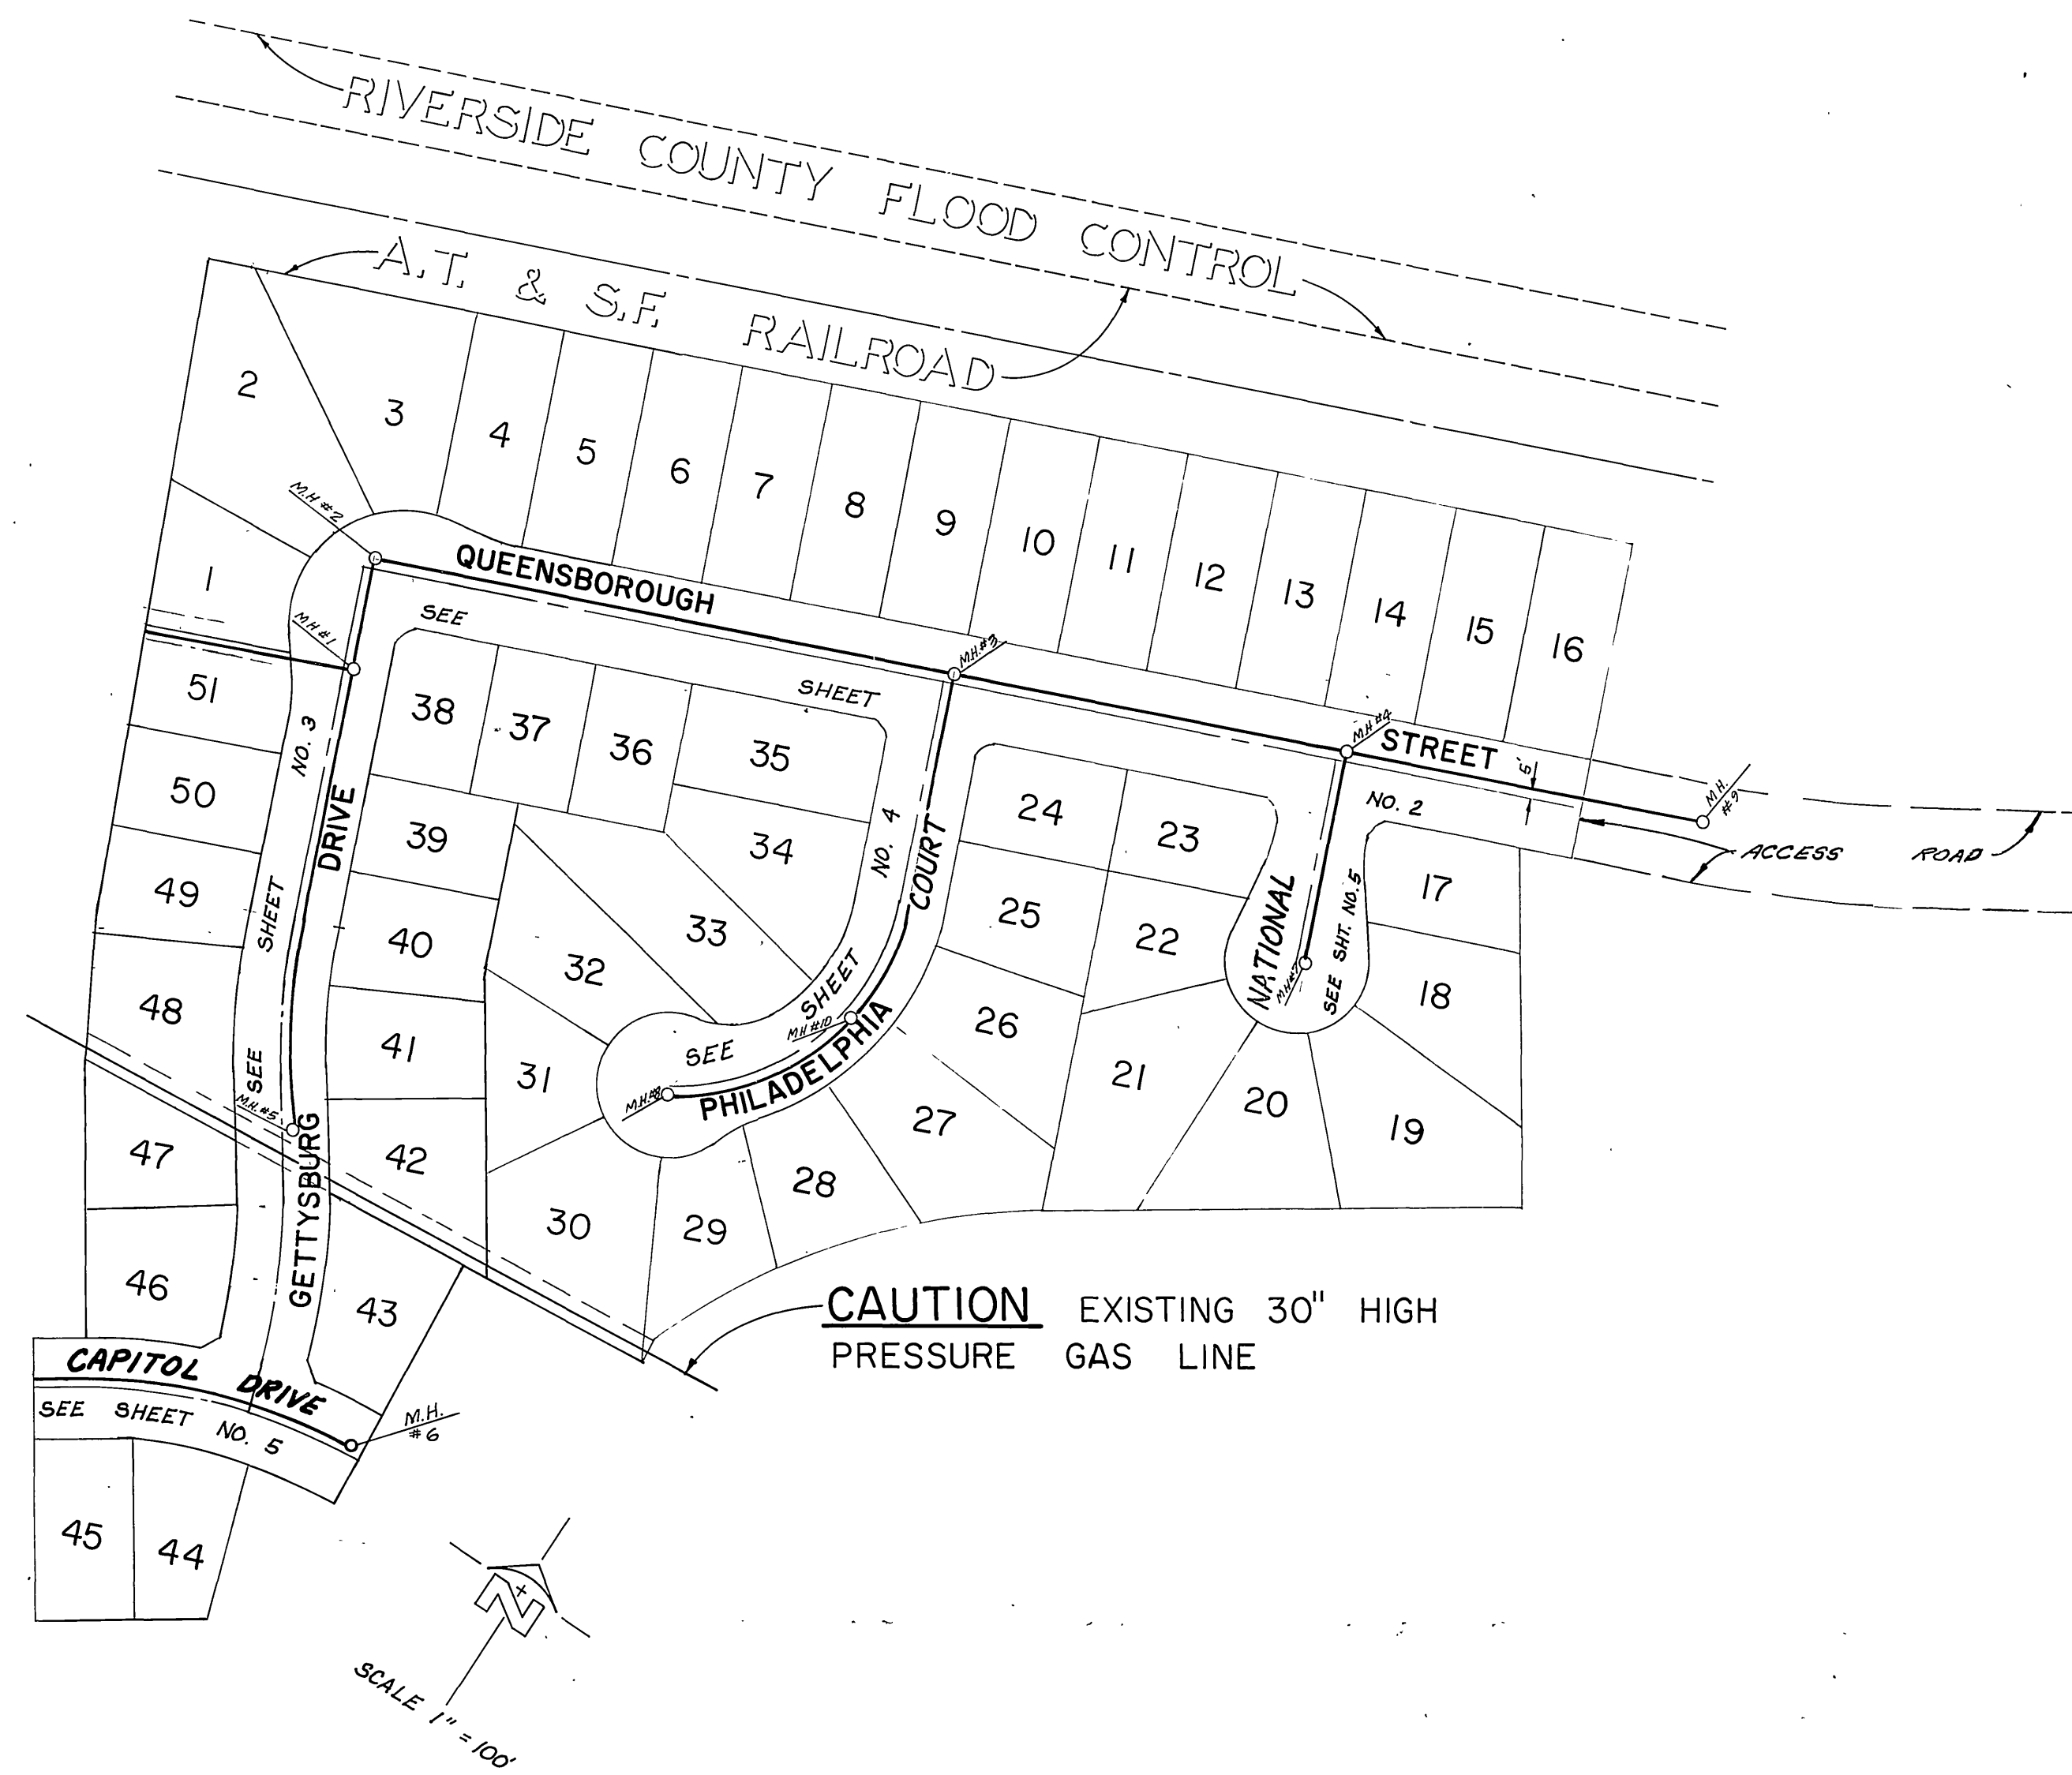 RIVERSIDE COUNTY FLOOD CONTROL
A.T. & S.F. RAILROAD
2
3
4
5
6
7
8
9
10
11
12
13
14
15
16
1
M.H #2
QUEENSBOROUGH
STREET
SEE SHEET NO. 2
M.H #1
M.H. #3
M.H #4
5'
M.H. #9
ACCESS ROAD
51
50
49
48
47
46
SEE SHEET NO. 3
GETTYSBURG DRIVE
M.H. #5
38
37
36
35
34
39
40
41
42
43
33
32
31
30
29
28
27
26
25
24
23
22
21
20
19
18
17
SEE SHEET NO. 4
PHILADELPHIA COURT
M.H #10
M.H. #8
NATIONAL
SEE SHT. NO. 5
M.H #7
CAUTION EXISTING 30" HIGH
PRESSURE GAS LINE
CAPITOL DRIVE
SEE SHEET NO. 5
M.H.
#6
45
44
N
SCALE 1" = 100'